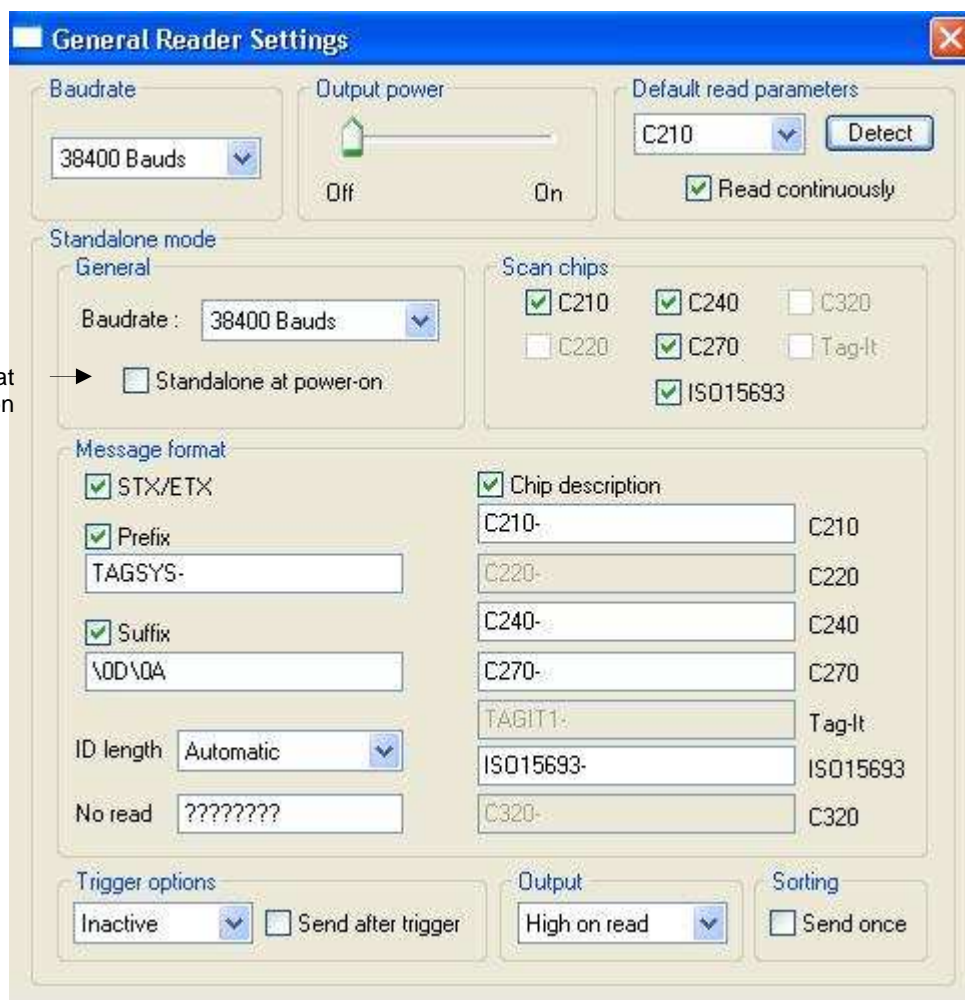 General Reader Settings
Baudrate
38400 Bauds
Output power
Off On
Default read parameters
C210 Detect
Read continuously
Standalone mode
General
Baudrate : 38400 Bauds
Standalone at power-on
at
n
Scan chips
C210 C240 C320
C220 C270 Tag-It
ISO15693
Message format
STX/ETX
Prefix
TAGSYS-
Suffix
\0D\0A
ID length Automatic
No read ????????
Chip description
C210- C210
C220- C220
C240- C240
C270- C270
TAGIT1- Tag-It
ISO15693- ISO15693
C320- C320
Trigger options
Inactive Send after trigger
Output
High on read
Sorting
Send once